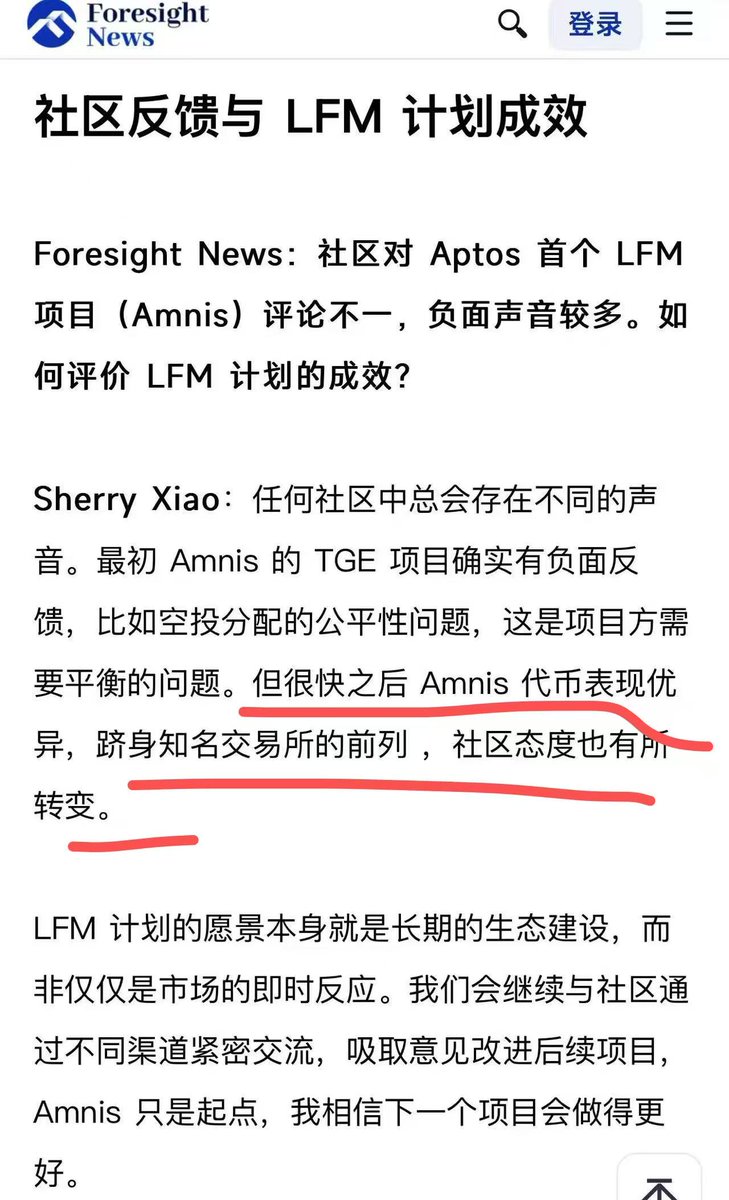 Foresight
News
登录
社区反馈与 LFM 计划成效
Foresight News：社区对 Aptos 首个 LFM
项目（Amnis）评论不一，负面声音较多。如
何评价 LFM 计划的成效？
Sherry Xiao：任何社区中总会存在不同的声
音。最初 Amnis 的 TGE 项目确实有负面反
馈，比如空投分配的公平性问题，这是项目方需
要平衡的问题。但很快之后 Amnis 代币表现优
异，跻身知名交易所的前列 ，社区态度也有所
转变。
LFM 计划的愿景本身就是长期的生态建设，而
非仅仅是市场的即时反应。我们会继续与社区通
过不同渠道紧密交流，吸取意见改进后续项目，
Amnis 只是起点，我相信下一个项目会做得更
好。